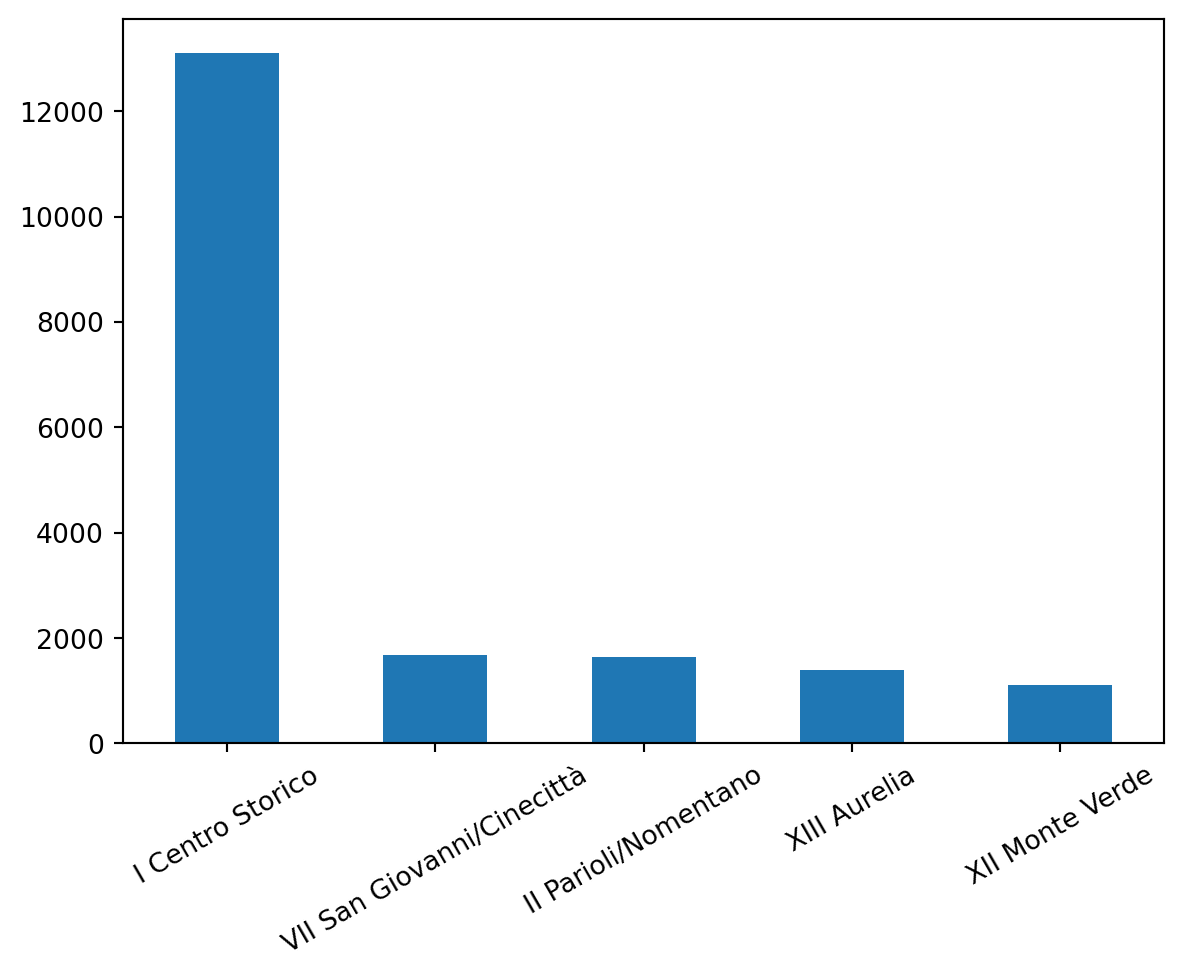 12000
10000
8000
6000
4000
2000
0
I Centro Storico
VII San Giovanni/Cinecittà
II Parioli/Nomentano
XIII Aurelia
XII Monte Verde